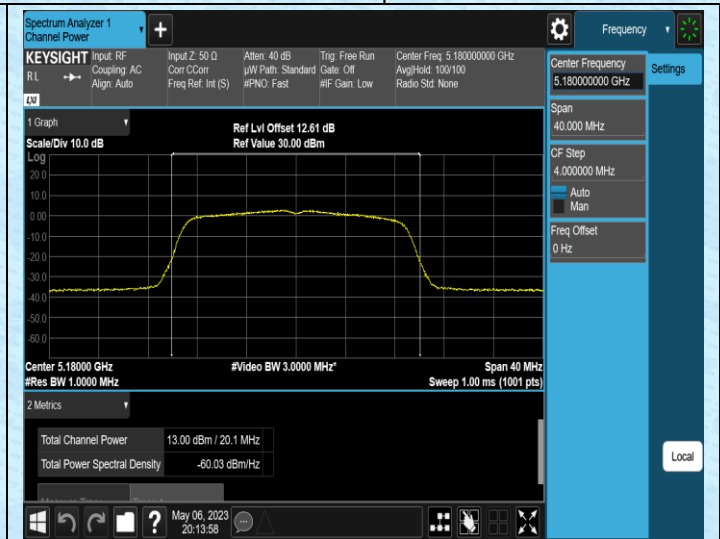 Spectrum Analyzer 1
Channel Power
+
Frequency
KEYSIGHT
RL
LXI
Input: RF
Coupling: AC
Align: Auto
Input Z: 50 Ω
Corr CCorr
Freq Ref: Int (S)
Atten: 40 dB
µW Path: Standard
#PNO: Fast
Trig: Free Run
Gate: Off
#IF Gain: Low
Center Freq: 5.180000000 GHz
Avg|Hold: 100/100
Radio Std: None
Center Frequency
5.180000000 GHz
Settings
Span
40.000 MHz
CF Step
4.000000 MHz
Auto
Man
Freq Offset
0 Hz
1 Graph
Scale/Div 10.0 dB
Ref Lvl Offset 12.61 dB
Ref Value 30.00 dBm
Log
20.0
10.0
0.00
-10.0
-20.0
-30.0
-40.0
-50.0
-60.0
Center 5.18000 GHz
#Res BW 1.0000 MHz
#Video BW 3.0000 MHz*
Span 40 MHz
Sweep 1.00 ms (1001 pts)
2 Metrics
Total Channel Power 13.00 dBm / 20.1 MHz
Total Power Spectral Density -60.03 dBm/Hz
Local
?
May 06, 2023
20:13:58